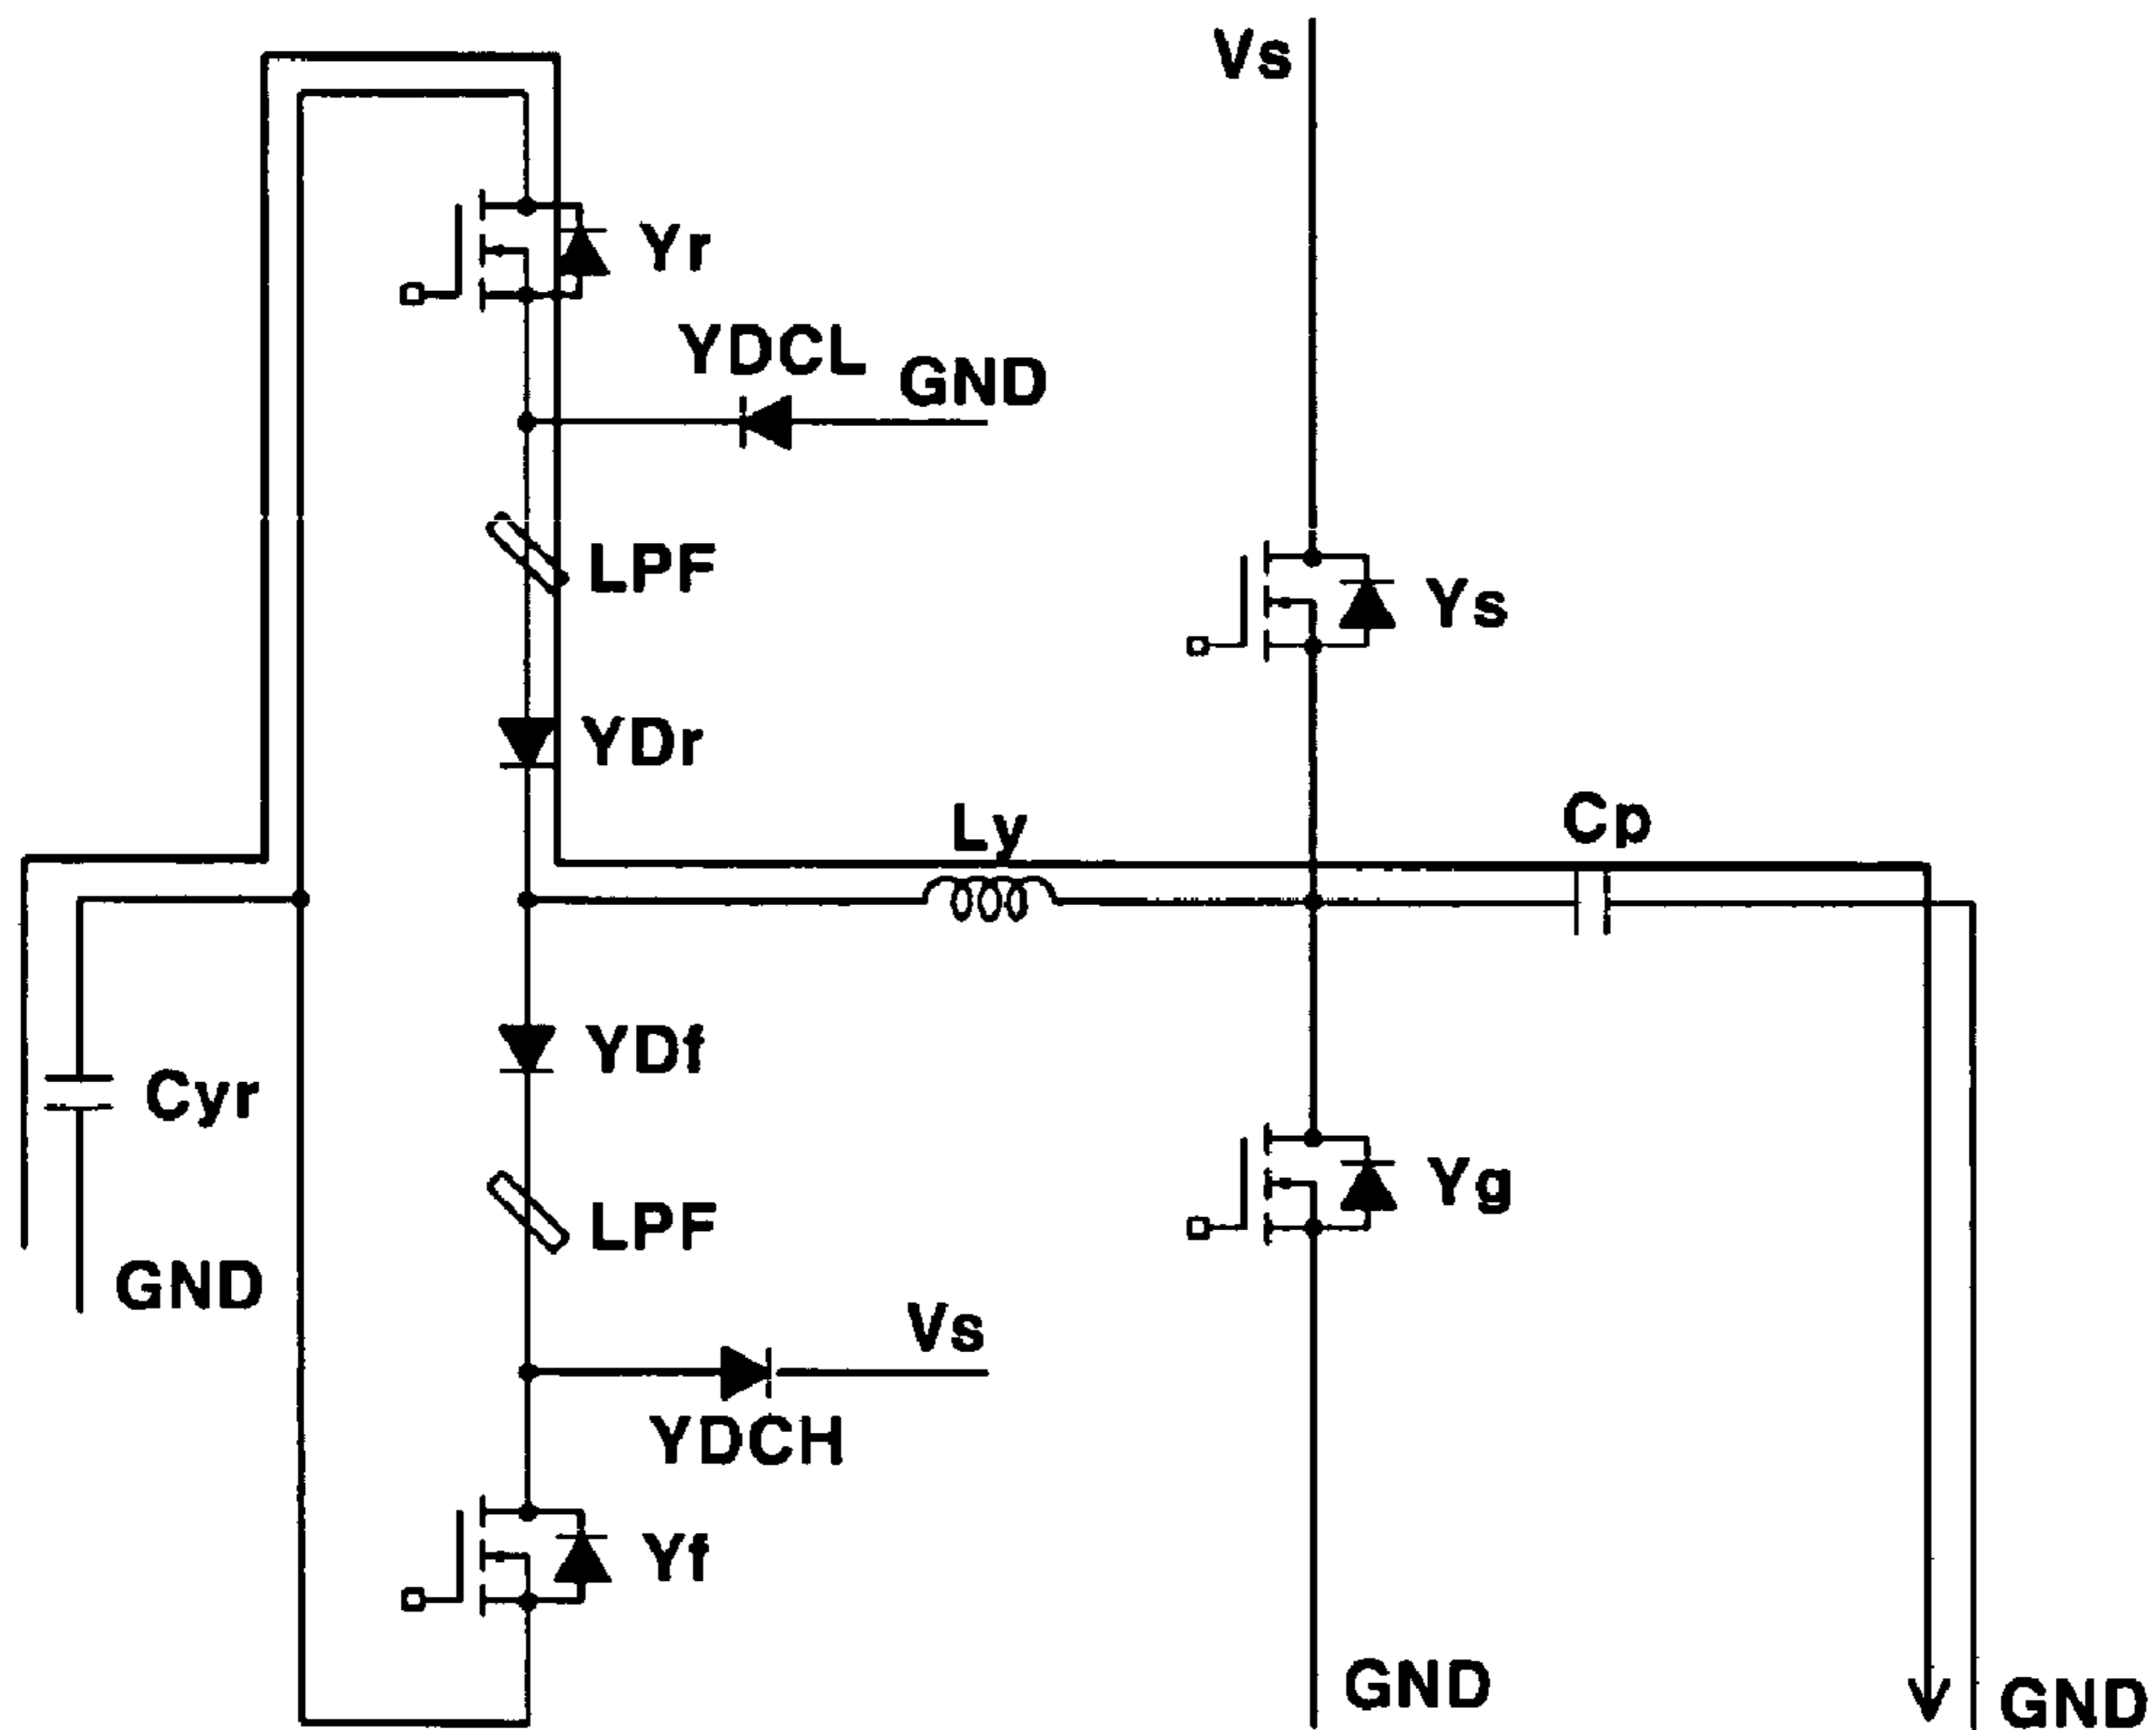 Vs
Yr
YDCL
GND
LPF
Ys
YDr
Ly
Cp
YDf
Cyr
Yg
LPF
GND
Vs
YDCH
Yf
GND
GND